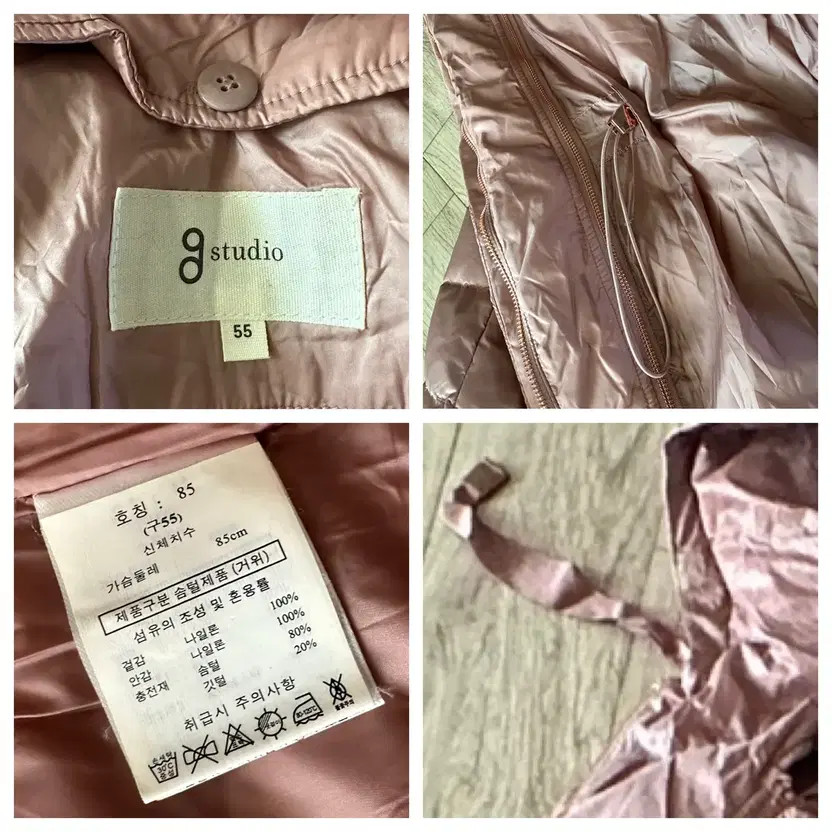 g studio
55
호칭 : 85
(구55)
신체치수
가슴둘레 85cm
제품구분 솜털제품 (거위)
섬유의 조성 및 혼용률
겉감 나일론 100%
안감 나일론 100%
충전재 솜털 80%
깃털 20%
취급시 주의사항
30℃